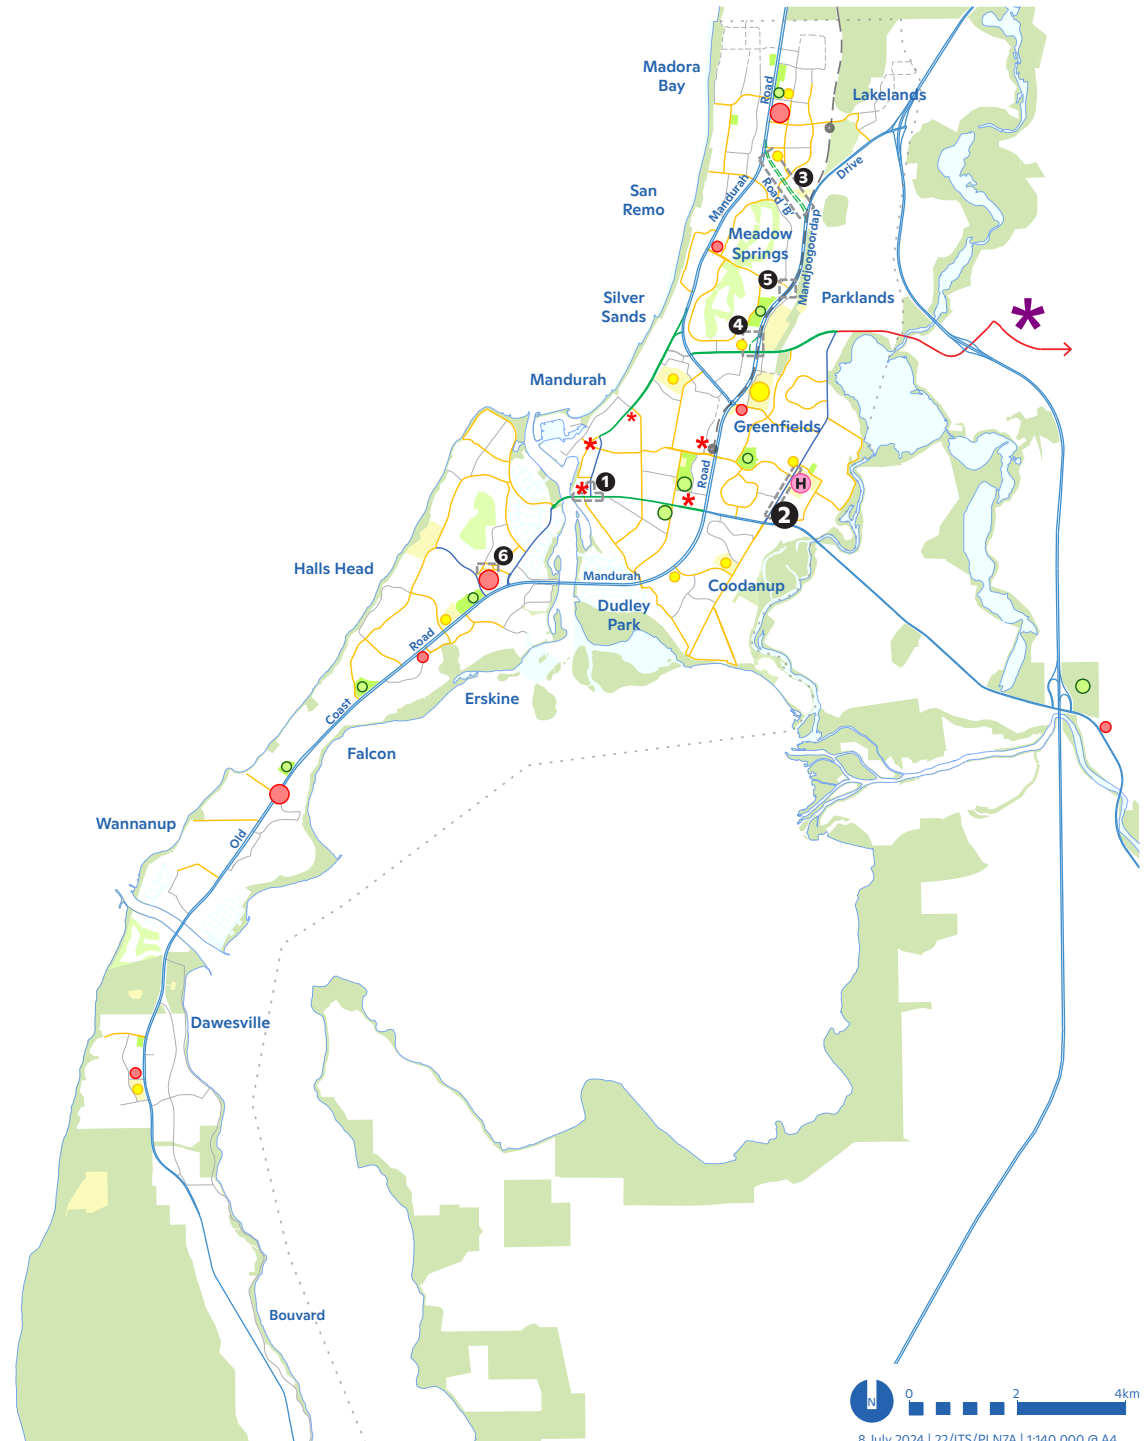 Madora
Bay
Road
Lakelands
3
Drive
San
Remo
Mandurah
Road 'B'
Meadow
Springs
Mandjoogoordap
5
Silver
Sands
Parklands
*
4
Mandurah
*
Greenfields
*
*
Road
H
*
1
*
2
6
Halls Head
Mandurah
Coodanup
Dudley
Park
Road
Erskine
Coast
Falcon
Wannanup
Old
Dawesville
Bouvard
N
0 2 4km
8 July 2024 | 22/ITS/PLN7A | 1:140,000 @ A4